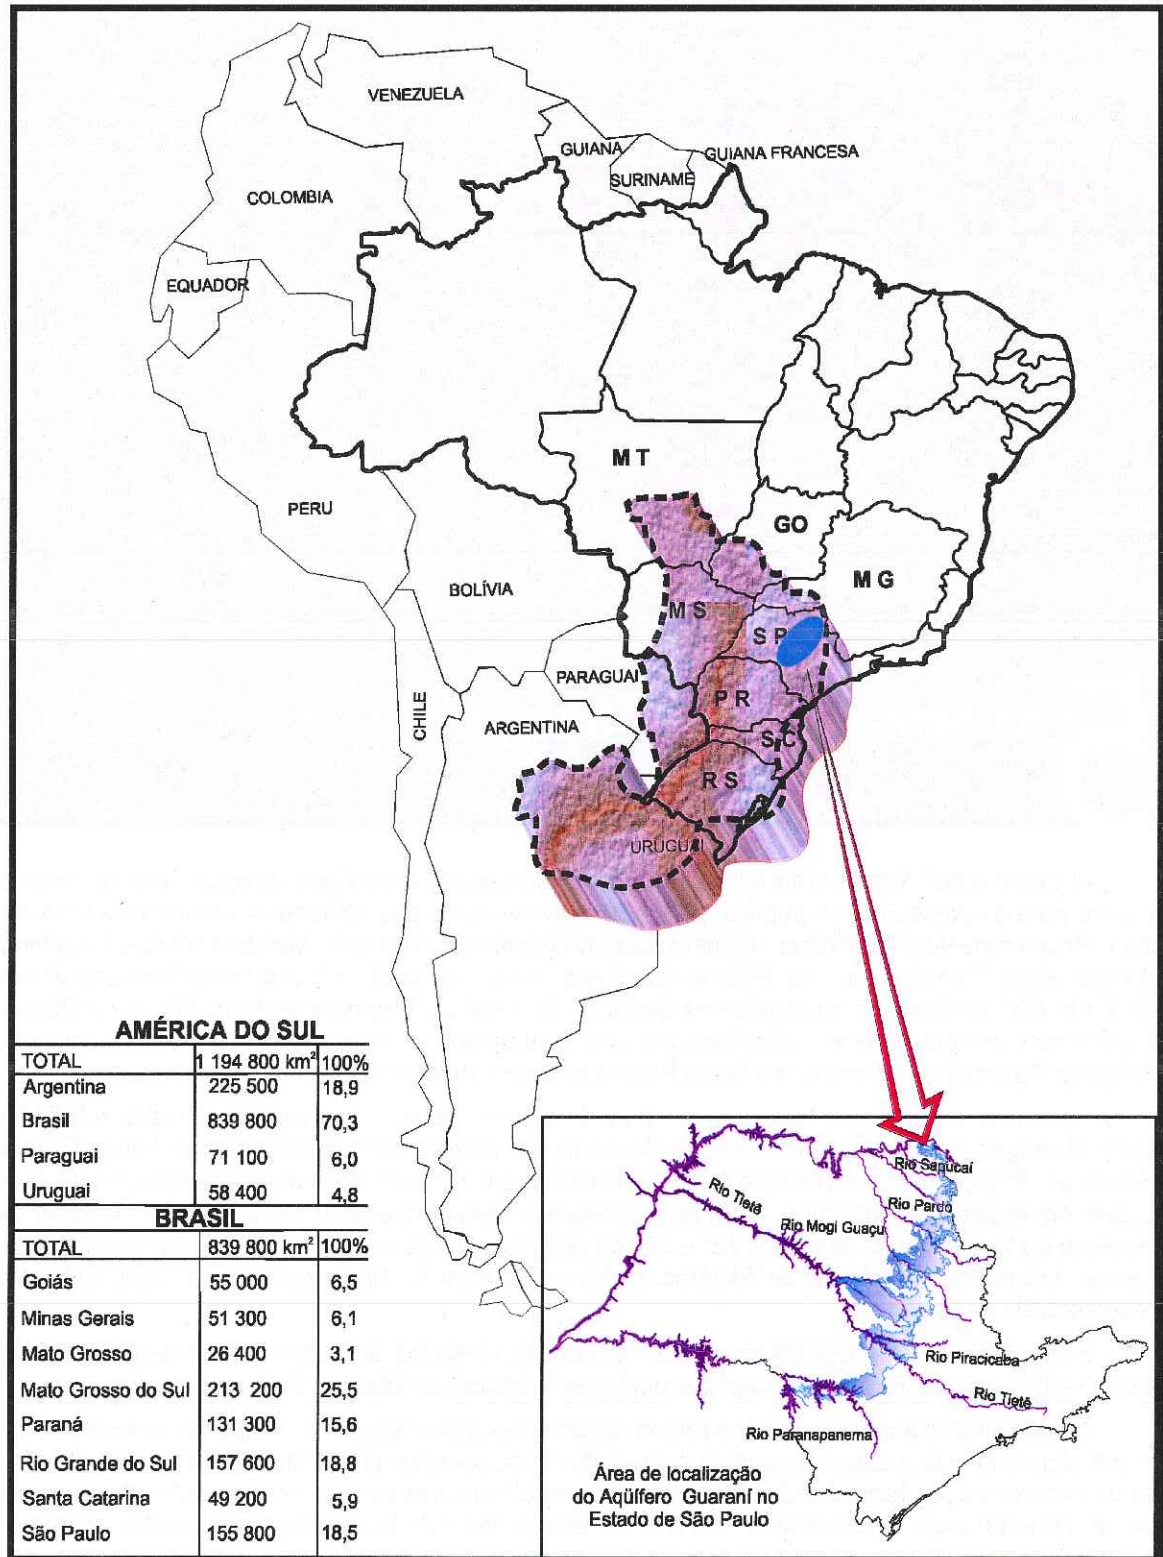 VENEZUELA
GUIANA
GUIANA FRANCESA
SURINAME
COLOMBIA
EQUADOR
MT
PERU
GO
MG
BOLÍVIA
MS
SP
PARAGUAI
PR
CHILE
ARGENTINA
SC
RS
URUGUAI
AMÉRICA DO SUL
TOTAL 1 194 800 km² 100%
Argentina 225 500 18,9
Brasil 839 800 70,3
Paraguai 71 100 6,0
Uruguai 58 400 4,8
BRASIL
TOTAL 839 800 km² 100%
Goiás 55 000 6,5
Minas Gerais 51 300 6,1
Mato Grosso 26 400 3,1
Mato Grosso do Sul 213 200 25,5
Paraná 131 300 15,6
Rio Grande do Sul 157 600 18,8
Santa Catarina 49 200 5,9
São Paulo 155 800 18,5
Rio Sapucaí
Rio Tietê
Rio Pardo
Rio Mogi Guaçu
Rio Piracicaba
Rio Tietê
Rio Paranapanema
Área de localização
do Aqüífero Guaraní no
Estado de São Paulo